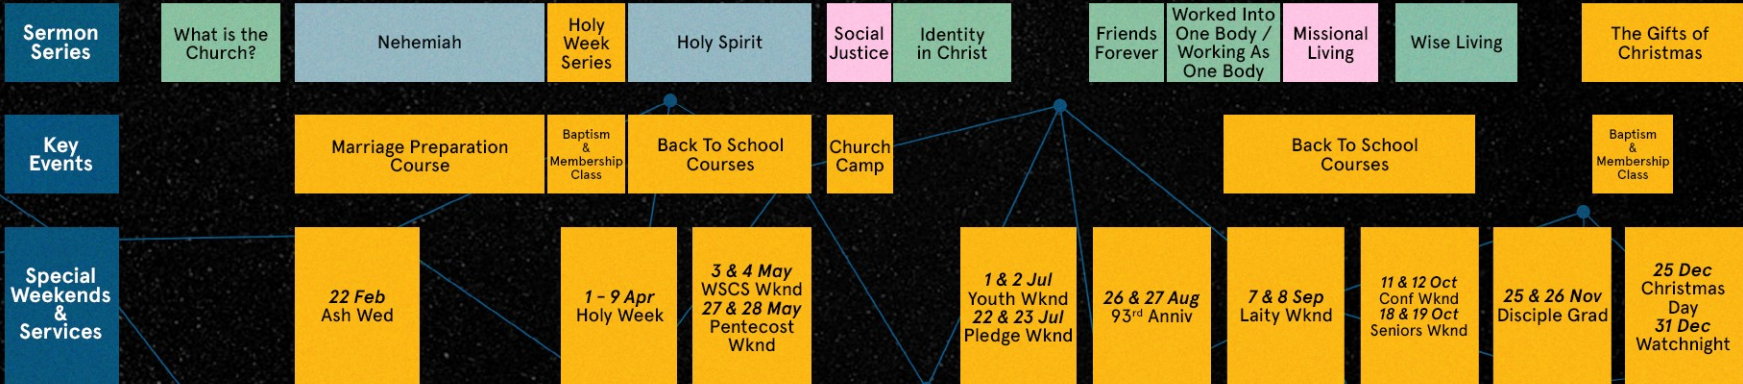 Sermon
Series
What is the
Church?
Nehemiah
Holy
Week
Series
Holy Spirit
Social
Justice
Identity
in Christ
Friends
Forever
Worked Into
One Body /
Working As
One Body
Missional
Living
Wise Living
The Gifts of
Christmas
Key
Events
Marriage Preparation
Course
Baptism
&
Membership
Class
Back To School
Courses
Church
Camp
Back To School
Courses
Baptism
&
Membership
Class
Special
Weekends
&
Services
22 Feb
Ash Wed
1 - 9 Apr
Holy Week
3 & 4 May
WSCS Wknd
27 & 28 May
Pentecost
Wknd
1 & 2 Jul
Youth Wknd
22 & 23 Jul
Pledge Wknd
26 & 27 Aug
93rd Anniv
7 & 8 Sep
Laity Wknd
11 & 12 Oct
Conf Wknd
18 & 19 Oct
Seniors Wknd
25 & 26 Nov
Disciple Grad
25 Dec
Christmas
Day
31 Dec
Watchnight